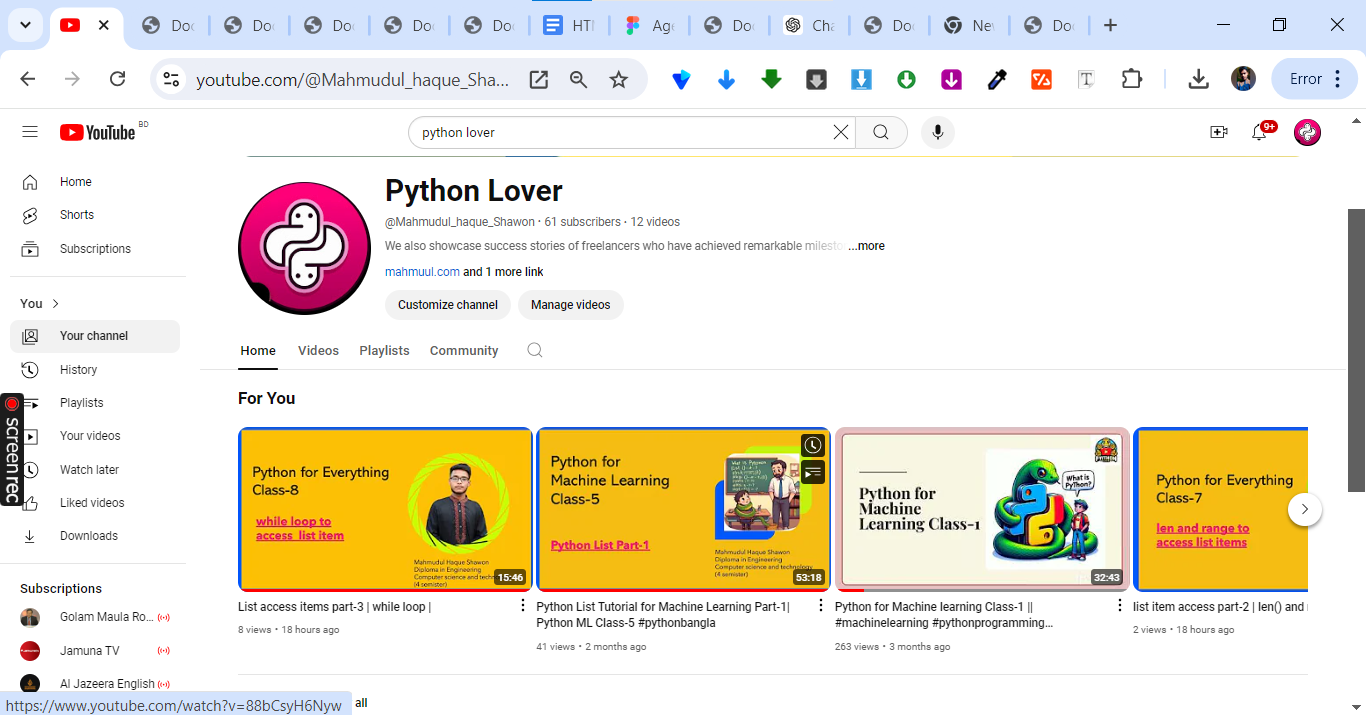 Doc
Doc
Doc
Doc
Doc
HTM
Age
Doc
Cha
Doc
Nev
Doc
youtube.com/@Mahmudul_haque_Sha...
Error
YouTube
BD
python lover
9+
Home
Shorts
Subscriptions
You
Your channel
History
Playlists
Your videos
Watch later
Liked videos
Downloads
Subscriptions
Golam Maula Ro...
Jamuna TV
Al Jazeera English
screen rec
Python Lover
@Mahmudul_haque_Shawon · 61 subscribers · 12 videos
We also showcase success stories of freelancers who have achieved remarkable milesto ...more
mahmuul.com and 1 more link
Customize channel
Manage videos
Home
Videos
Playlists
Community
For You
Python for Everything
Class-8
while loop to
access list item
Mahmudul Haque Shawon
Diploma in Engineering
Computer science and techn
(4 semister)
15:46
List access items part-3 | while loop |
8 views · 18 hours ago
Python for
Machine Learning
Class-5
Python List Part-1
Mahmudul Haque Shawon
Diploma in Engineering
Computer science and technology
(4 semister)
53:18
Python List Tutorial for Machine Learning Part-1|
Python ML Class-5 #pythonbangla
41 views · 2 months ago
Python for
Machine
Learning Class-1
What is
PyThon?
PYTHON
32:43
Python for Machine learning Class-1 ||
#machinelearning #pythonprogramming...
263 views · 3 months ago
Python for Everything
Class-7
len and range to
access list items
list item access part-2 | len() and
2 views · 18 hours ago
https://www.youtube.com/watch?v=88bCsyH6Nyw
all